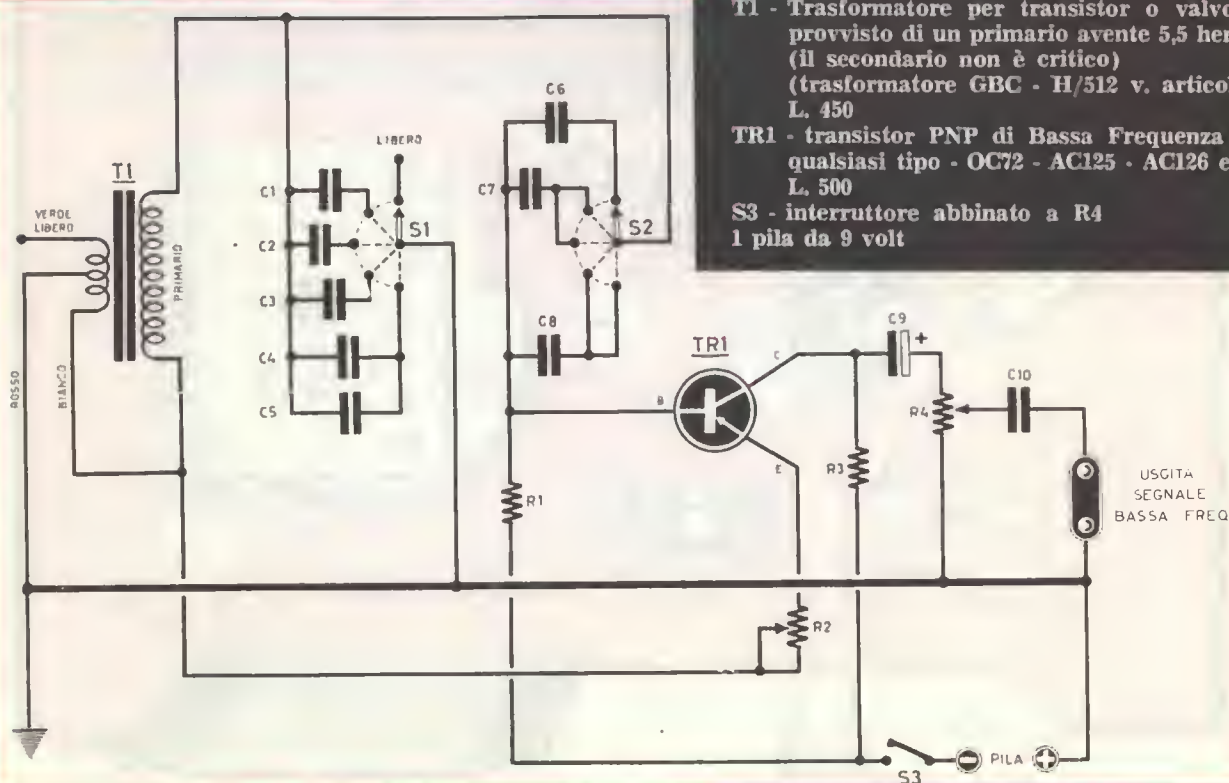 T1 - Trasformatore per transistor o valvo
provvisto di un primario avente 5,5 hen
(il secondario non è critico)
(trasformatore GBC - H/512 v. artico
L. 450
TR1 - transistor PNP di Bassa Frequenza
qualsiasi tipo - OC72 - AC125 - AC126 e
L. 500
S3 - interruttore abbinato a R4
1 pila da 9 volt
T1
VERDE
LIBERO
PRIMARIO
ROSSO
BIANCO
C1
C2
C3
C4
C5
LIBERO
S1
C6
C7
S2
C8
R1
TR1
B
C
E
C9
+
R4
C10
R3
R2
USCITA
SEGNALE
BASSA FREQ
S3
PILA